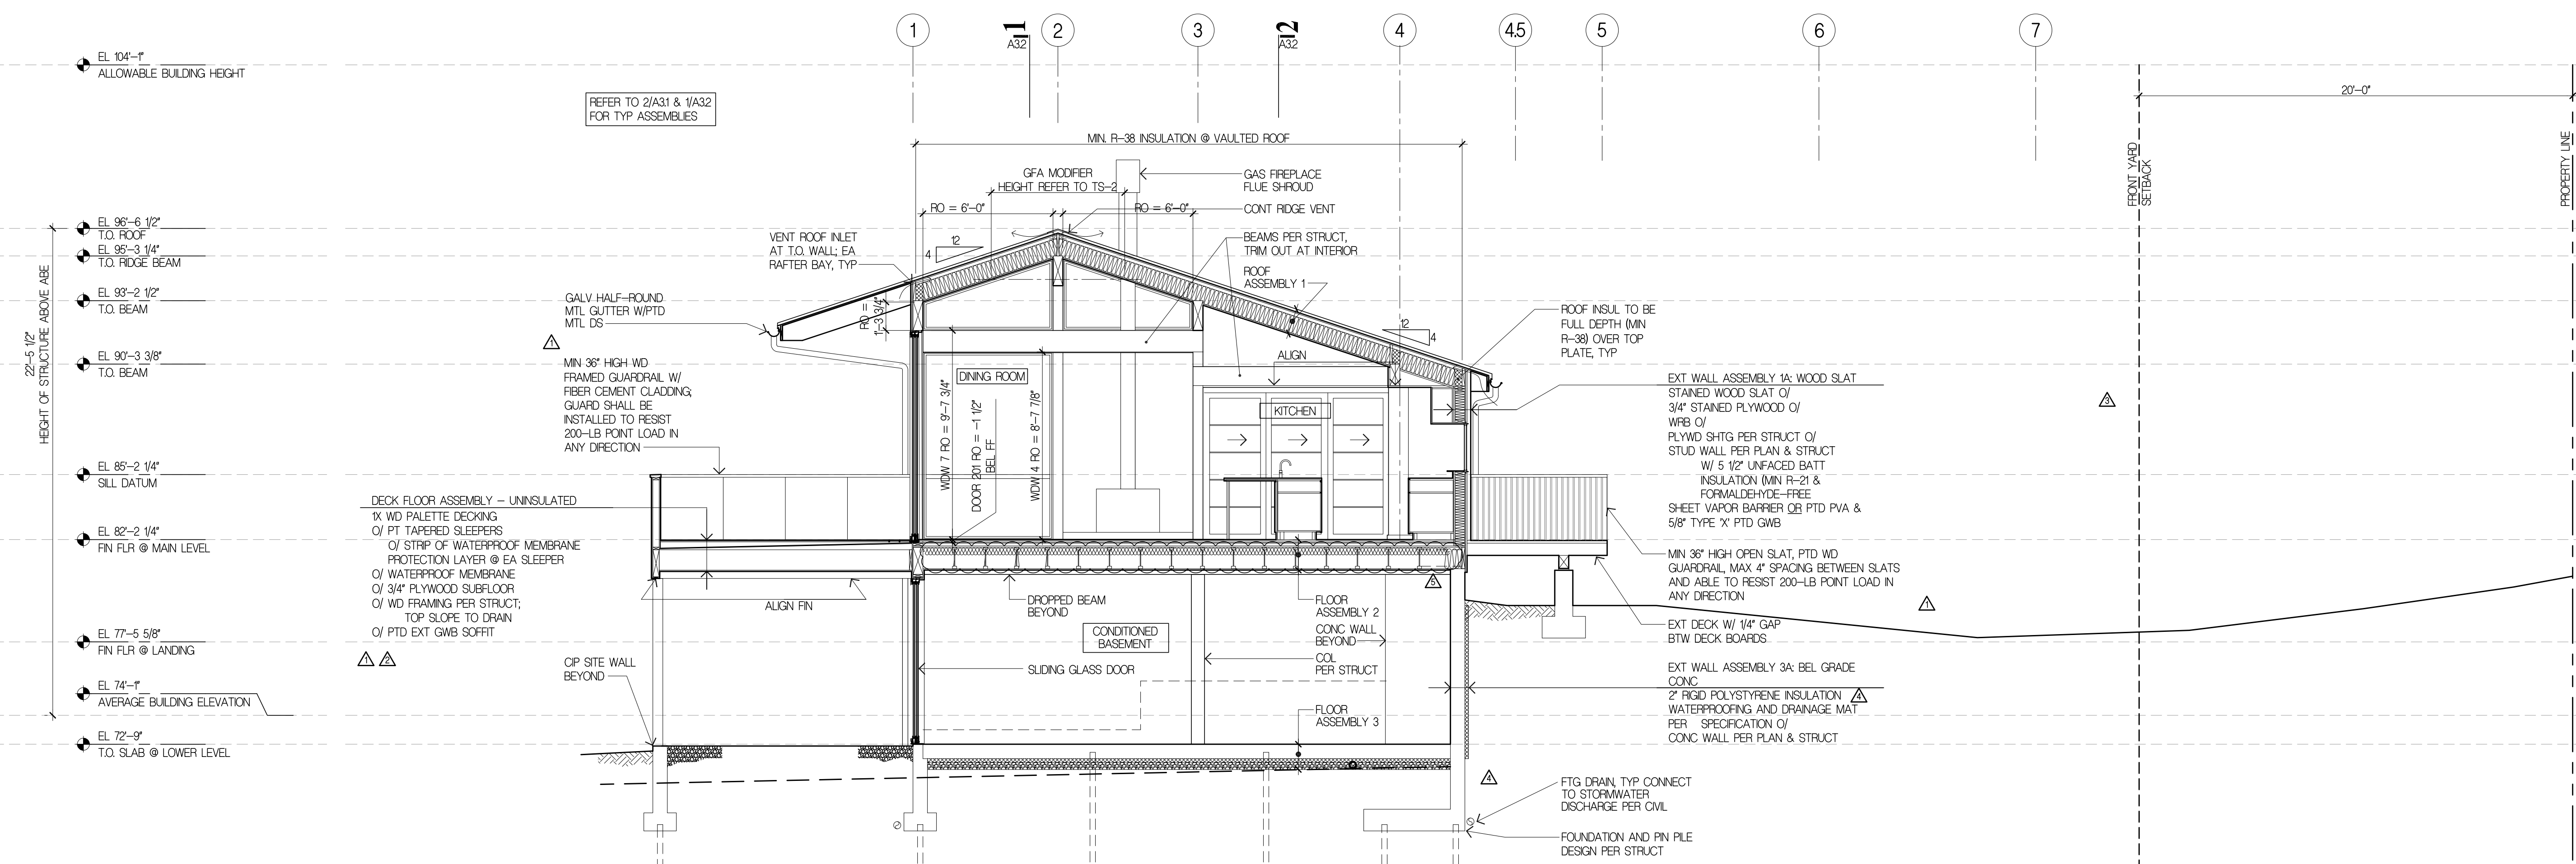 1
1
A3.2
2
3
2
A3.2
4
4.5
5
6
7
EL 104'-1"
ALLOWABLE BUILDING HEIGHT
EL 96'-6 1/2"
T.O. ROOF
EL 95'-3 1/4"
T.O. RIDGE BEAM
EL 93'-2 1/2"
T.O. BEAM
EL 90'-3 3/8"
T.O. BEAM
EL 85'-2 1/4"
SILL DATUM
EL 82'-2 1/4"
FIN FLR @ MAIN LEVEL
EL 77'-5 5/8"
FIN FLR @ LANDING
EL 74'-1"
AVERAGE BUILDING ELEVATION
EL 72'-9"
T.O. SLAB @ LOWER LEVEL
22'-5 1/2"
HEIGHT OF STRUCTURE ABOVE ABE
REFER TO 2/A3.1 & 1/A3.2
FOR TYP ASSEMBLIES
MIN. R-38 INSULATION @ VAULTED ROOF
GFA MODIFIER
HEIGHT REFER TO TS-2
RO = 6'-0"
RO = 6'-0"
GAS FIREPLACE
FLUE SHROUD
CONT RIDGE VENT
BEAMS PER STRUCT,
TRIM OUT AT INTERIOR
ROOF
ASSEMBLY 1
VENT ROOF INLET
AT T.O. WALL; EA
RAFTER BAY, TYP
12
4
12
4
GALV HALF-ROUND
MTL GUTTER W/PTD
MTL DS
1
MIN 36" HIGH WD
FRAMED GUARDRAIL W/
FIBER CEMENT CLADDING;
GUARD SHALL BE
INSTALLED TO RESIST
200-LB POINT LOAD IN
ANY DIRECTION
DECK FLOOR ASSEMBLY - UNINSULATED
1X WD PALETTE DECKING
O/ PT TAPERED SLEEPERS
O/ STRIP OF WATERPROOF MEMBRANE
PROTECTION LAYER @ EA SLEEPER
O/ WATERPROOF MEMBRANE
O/ 3/4" PLYWOOD SUBFLOOR
O/ WD FRAMING PER STRUCT;
TOP SLOPE TO DRAIN
O/ PTD EXT GWB SOFFIT
1
2
CIP SITE WALL
BEYOND
ALIGN FIN
RO =
1'-3 3/4"
WDW 7 RO = 9'-7 3/4"
DINING ROOM
DOOR 201 RO = -1 1/2"
BEL FF
WDW 4 RO = 8'-7 7/8"
ALIGN
KITCHEN
DROPPED BEAM
BEYOND
CONDITIONED
BASEMENT
SLIDING GLASS DOOR
FLOOR
ASSEMBLY 2
CONC WALL
BEYOND
COL
PER STRUCT
FLOOR
ASSEMBLY 3
5
ROOF INSUL TO BE
FULL DEPTH (MIN
R-38) OVER TOP
PLATE, TYP
EXT WALL ASSEMBLY 1A: WOOD SLAT
STAINED WOOD SLAT O/
3/4" STAINED PLYWOOD O/
WRB O/
PLYWD SHTG PER STRUCT O/
STUD WALL PER PLAN & STRUCT
W/ 5 1/2" UNFACED BATT
INSULATION (MIN R-21 &
FORMALDEHYDE-FREE
SHEET VAPOR BARRIER OR PTD PVA &
5/8" TYPE 'X' PTD GWB
MIN 36" HIGH OPEN SLAT, PTD WD
GUARDRAIL, MAX 4" SPACING BETWEEN SLATS
AND ABLE TO RESIST 200-LB POINT LOAD IN
ANY DIRECTION
1
EXT DECK W/ 1/4" GAP
BTW DECK BOARDS
EXT WALL ASSEMBLY 3A: BEL GRADE
CONC
2" RIGID POLYSTYRENE INSULATION
4
WATERPROOFING AND DRAINAGE MAT
PER SPECIFICATION O/
CONC WALL PER PLAN & STRUCT
4
FTG DRAIN, TYP CONNECT
TO STORMWATER
DISCHARGE PER CIVIL
FOUNDATION AND PIN PILE
DESIGN PER STRUCT
3
20'-0"
FRONT YARD
SETBACK
PROPERTY LINE